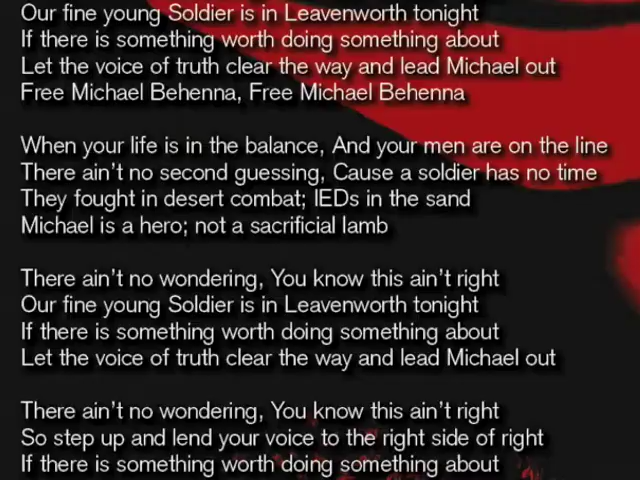 Our fine young Soldier is in Leavenworth tonight
If there is something worth doing something about
Let the voice of truth clear the way and lead Michael out
Free Michael Behenna, Free Michael Behenna
When your life is in the balance, And your men are on the line
There ain't no second guessing, Cause a soldier has no time
They fought in desert combat; IEDs in the sand
Michael is a hero; not a sacrificial lamb
There ain't no wondering, You know this ain't right
Our fine young Soldier is in Leavenworth tonight
If there is something worth doing something about
Let the voice of truth clear the way and lead Michael out
There ain't no wondering, You know this ain't right
So step up and lend your voice to the right side of right
If there is something worth doing something about